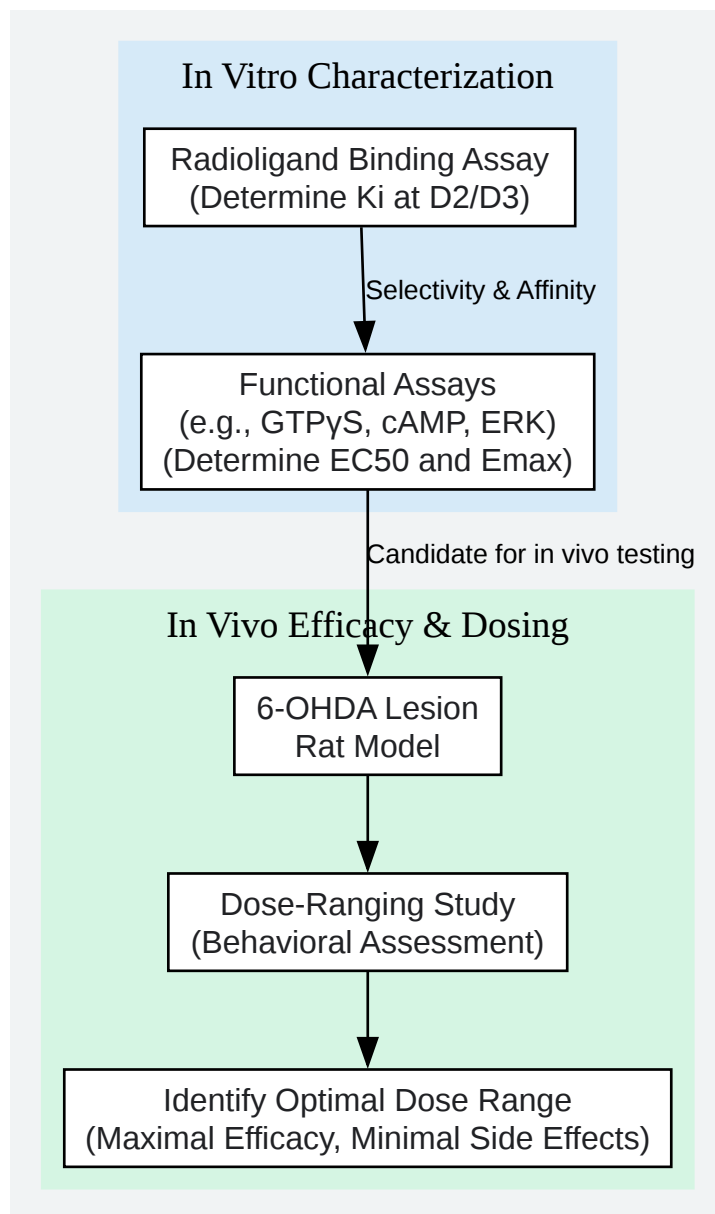 In Vitro Characterization
Radioligand Binding Assay
(Determine Ki at D2/D3)
Selectivity & Affinity
Functional Assays
(e.g., GTPγS, cAMP, ERK)
(Determine EC50 and Emax)
Candidate for in vivo testing
In Vivo Efficacy & Dosing
6-OHDA Lesion
Rat Model
Dose-Ranging Study
(Behavioral Assessment)
Identify Optimal Dose Range
(Maximal Efficacy, Minimal Side Effects)